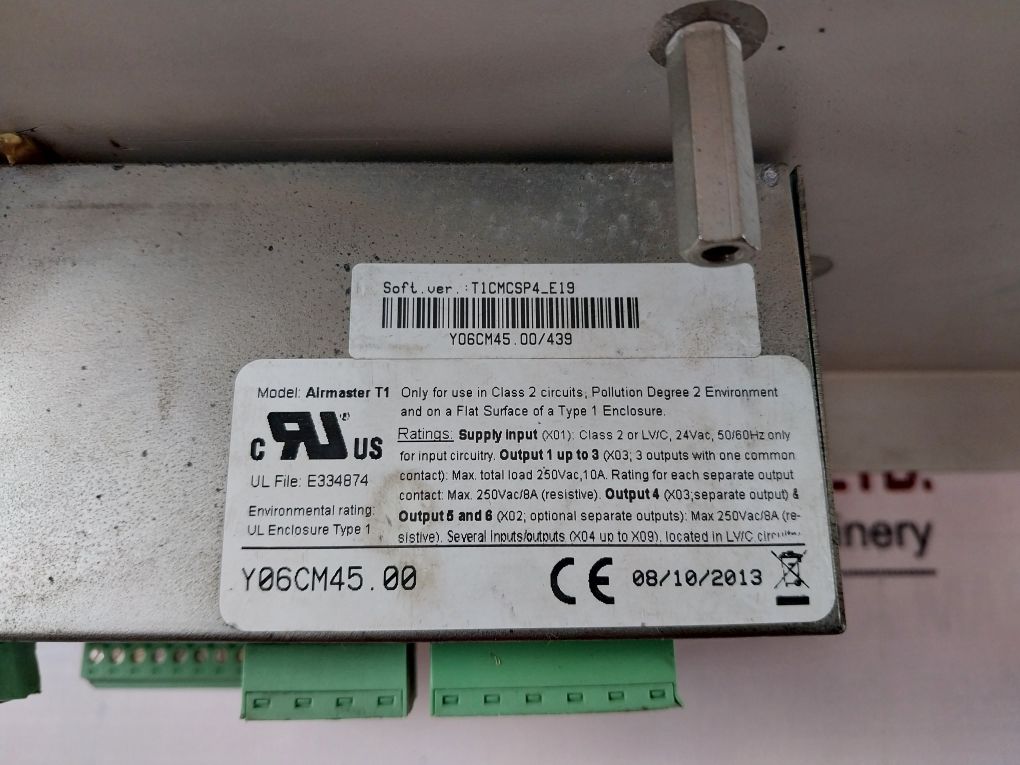 Soft.ver.:T1CMCSP4_E19
Y06CM45.00/439
Model: Airmaster T1
Only for use in Class 2 circuits, Pollution Degree 2 Environment
and on a Flat Surface of a Type 1 Enclosure.
C RU ® US
UL File: E334874
Environmental rating:
UL Enclosure Type 1
Ratings: Supply input (X01): Class 2 or LV/C, 24Vac, 50/60Hz only
for input circuitry. Output 1 up to 3 (X03; 3 outputs with one common
contact): Max. total load 250Vac,10A. Rating for each separate output
contact: Max. 250Vac/8A (resistive). Output 4 (X03;separate output) &
Output 5 and 6 (X02; optional separate outputs): Max 250Vac/8A (re-
sistive). Several Inputs/outputs (X04 up to X09), located in LV/C
Y06CM45.00
CE 08/10/2013
LTD.
inery